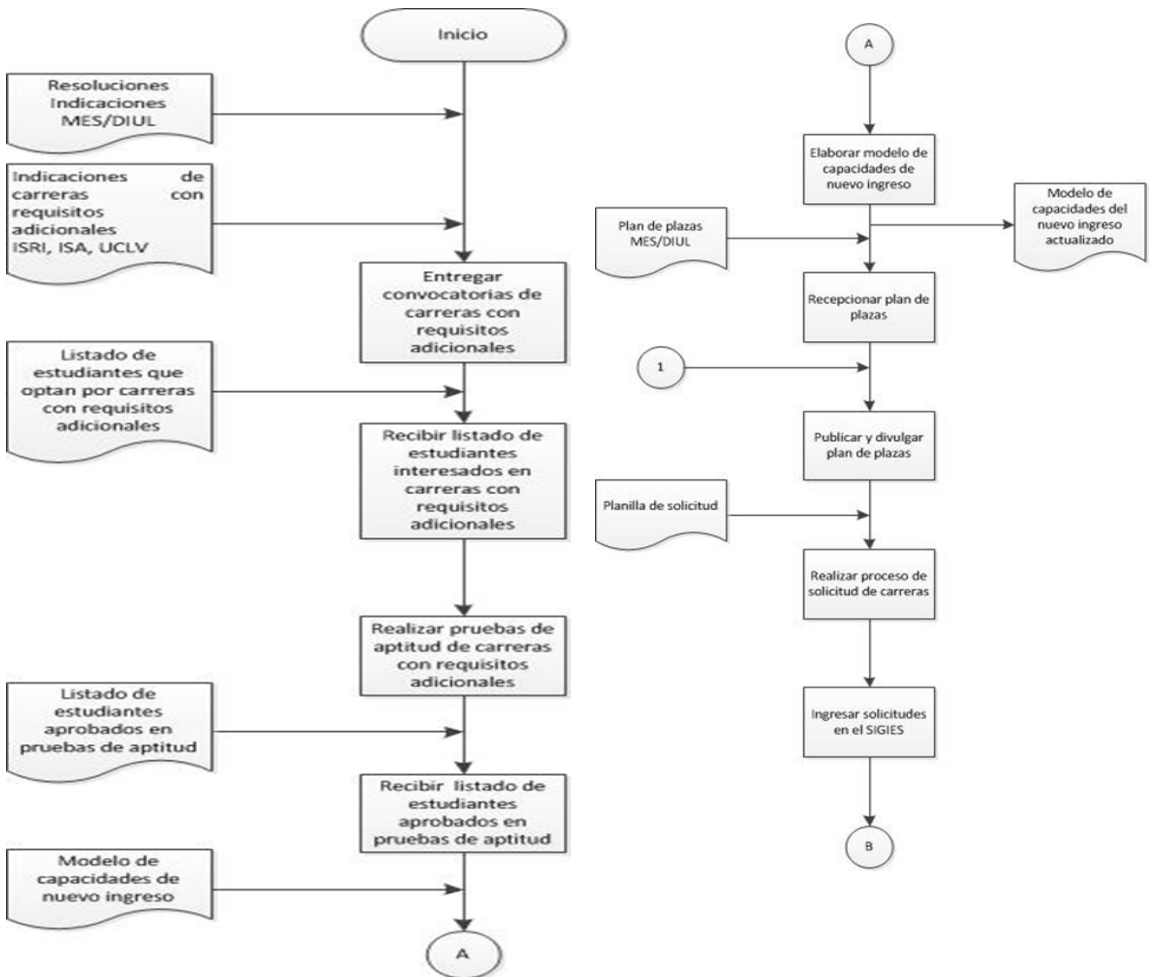 Inicio
Resoluciones
Indicaciones
MES/DIUL
Indicaciones de
carreras con
requisitos
adicionales
ISRI, ISA, UCLV
Entregar
convocatorias de
carreras con
requisitos
adicionales
Listado de
estudiantes que
optan por carreras
con requisitos
adicionales
Recibir listado de
estudiantes
interesados en
carreras con
requisitos
adicionales
Realizar pruebas de
aptitud de carreras
con requisitos
adicionales
Listado de
estudiantes
aprobados en
pruebas de aptitud
Recibir listado de
estudiantes
aprobados en
pruebas de aptitud
Modelo de
capacidades de
nuevo ingreso
A
A
Elaborar modelo de
capacidades de
nuevo ingreso
Modelo de
capacidades del
nuevo ingreso
actualizado
Plan de plazas
MES/DIUL
Recepcionar plan de
plazas
1
Publicar y divulgar
plan de plazas
Planilla de solicitud
Realizar proceso de
solicitud de carreras
Ingresar solicitudes
en el SIGIES
B